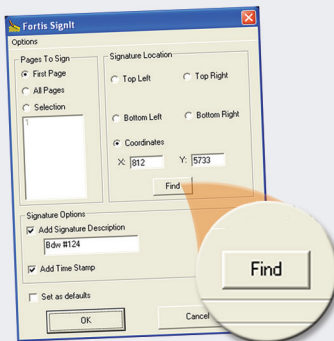 Fortis SignIt
Options
Pages To Sign
First Page
All Pages
Selection
1
Signature Location
Top Left
Top Right
Bottom Left
Bottom Right
Coordinates
X: 812 Y: 5733
Find
Signature Options
Add Signature Description
Bdw #124
Add Time Stamp
Set as defaults
OK
Cancel
Find